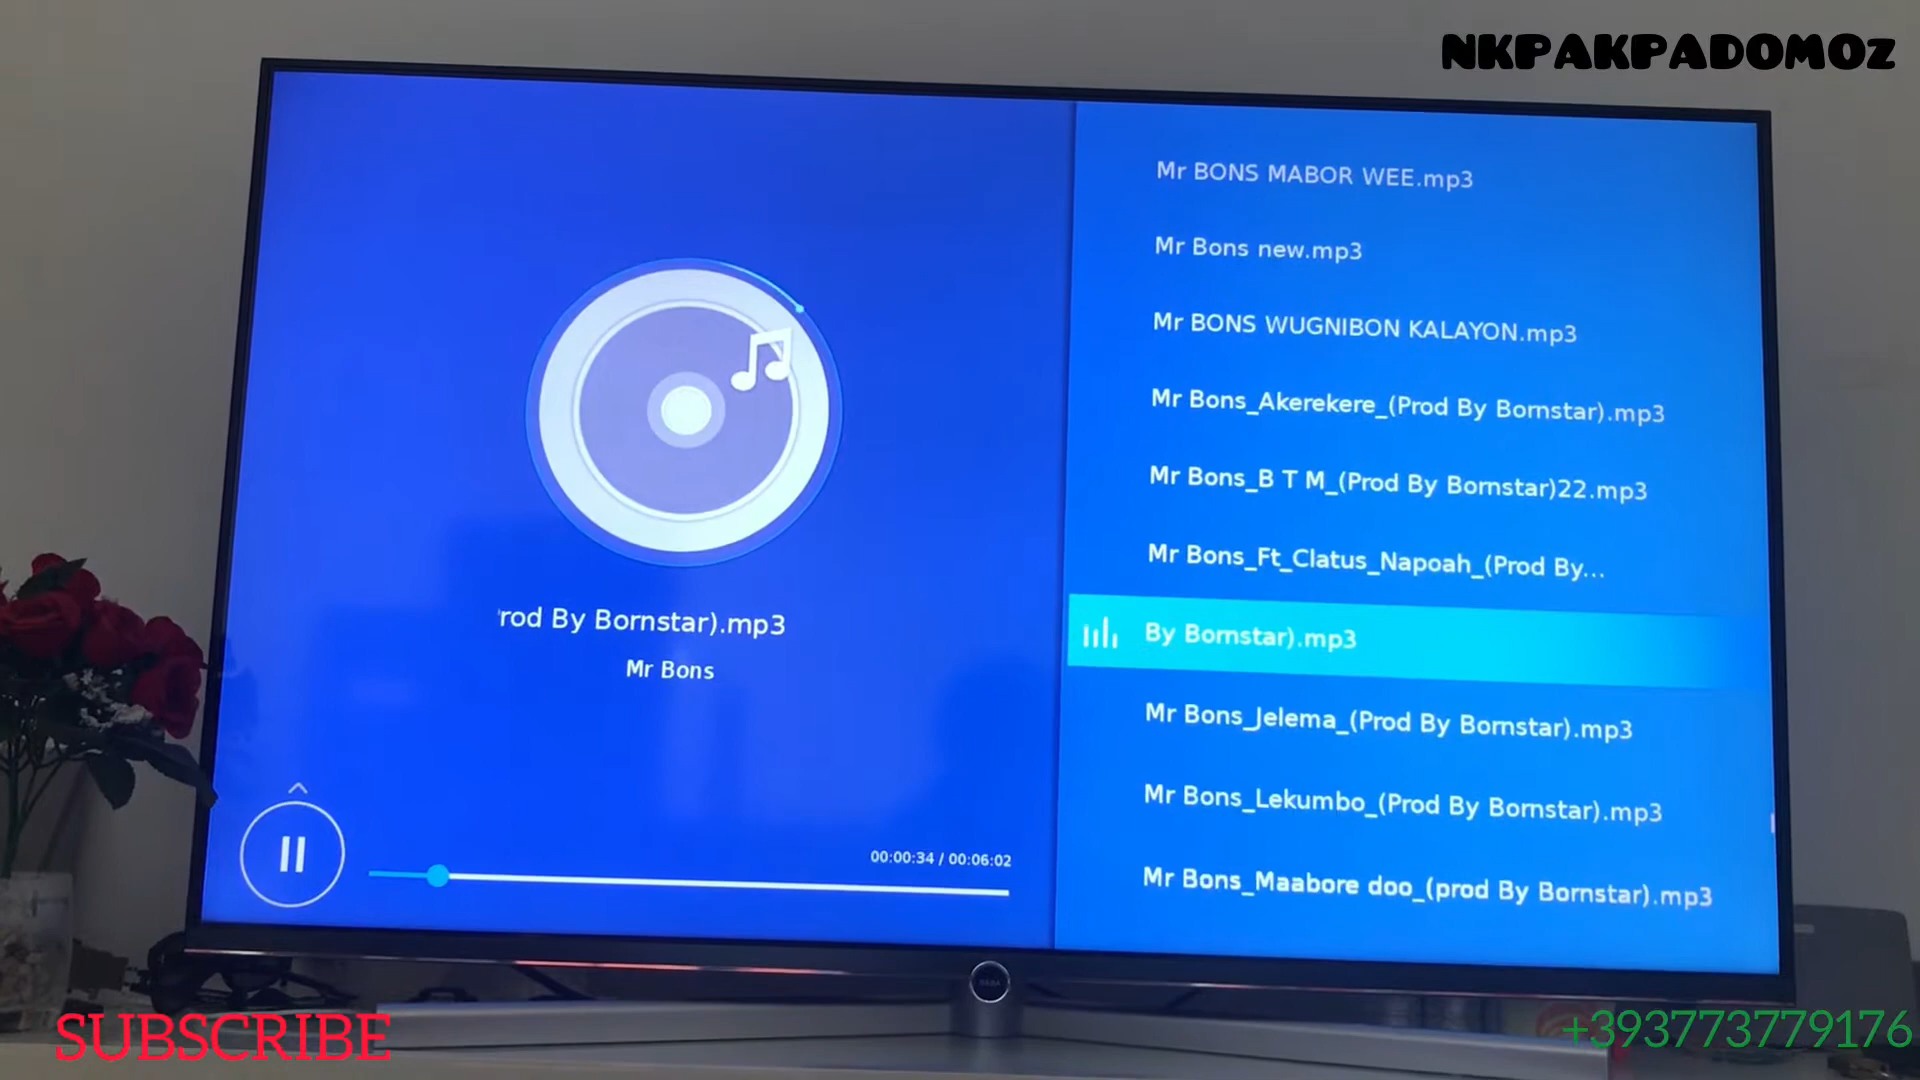 NKPAKPADOMOz
Mr BONS MABOR WEE.mp3
Mr Bons new.mp3
Mr BONS WUGNIBON KALAYON.mp3
Mr Bons_Akerekere_(Prod By Bornstar).mp3
Mr Bons_B T M_(Prod By Bornstar)22.mp3
Mr Bons_Ft_Clatus_Napoah_(Prod By...
By Bornstar).mp3
Mr Bons_Jelema_(Prod By Bornstar).mp3
Mr Bons_Lekumbo_(Prod By Bornstar).mp3
Mr Bons_Maabore doo_(prod By Bornstar).mp3
rod By Bornstar).mp3
Mr Bons
00:00:34 / 00:06:02
SUBSCRIBE
+393773779176